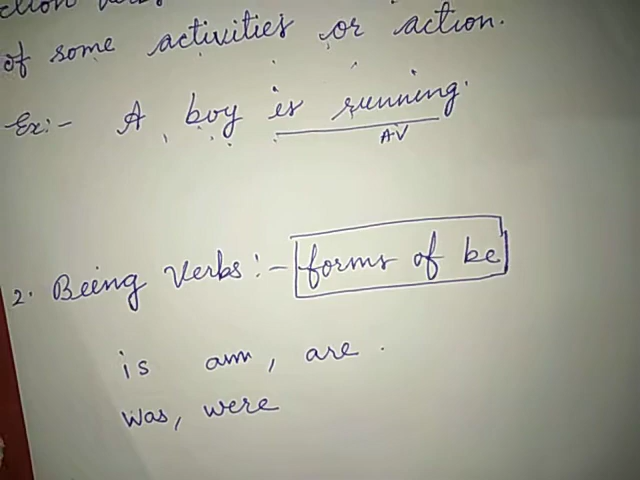 of some activities or action.
Ex:- A boy is running.
AV
2. Being Verbs:- forms of be
is am, are.
was, were